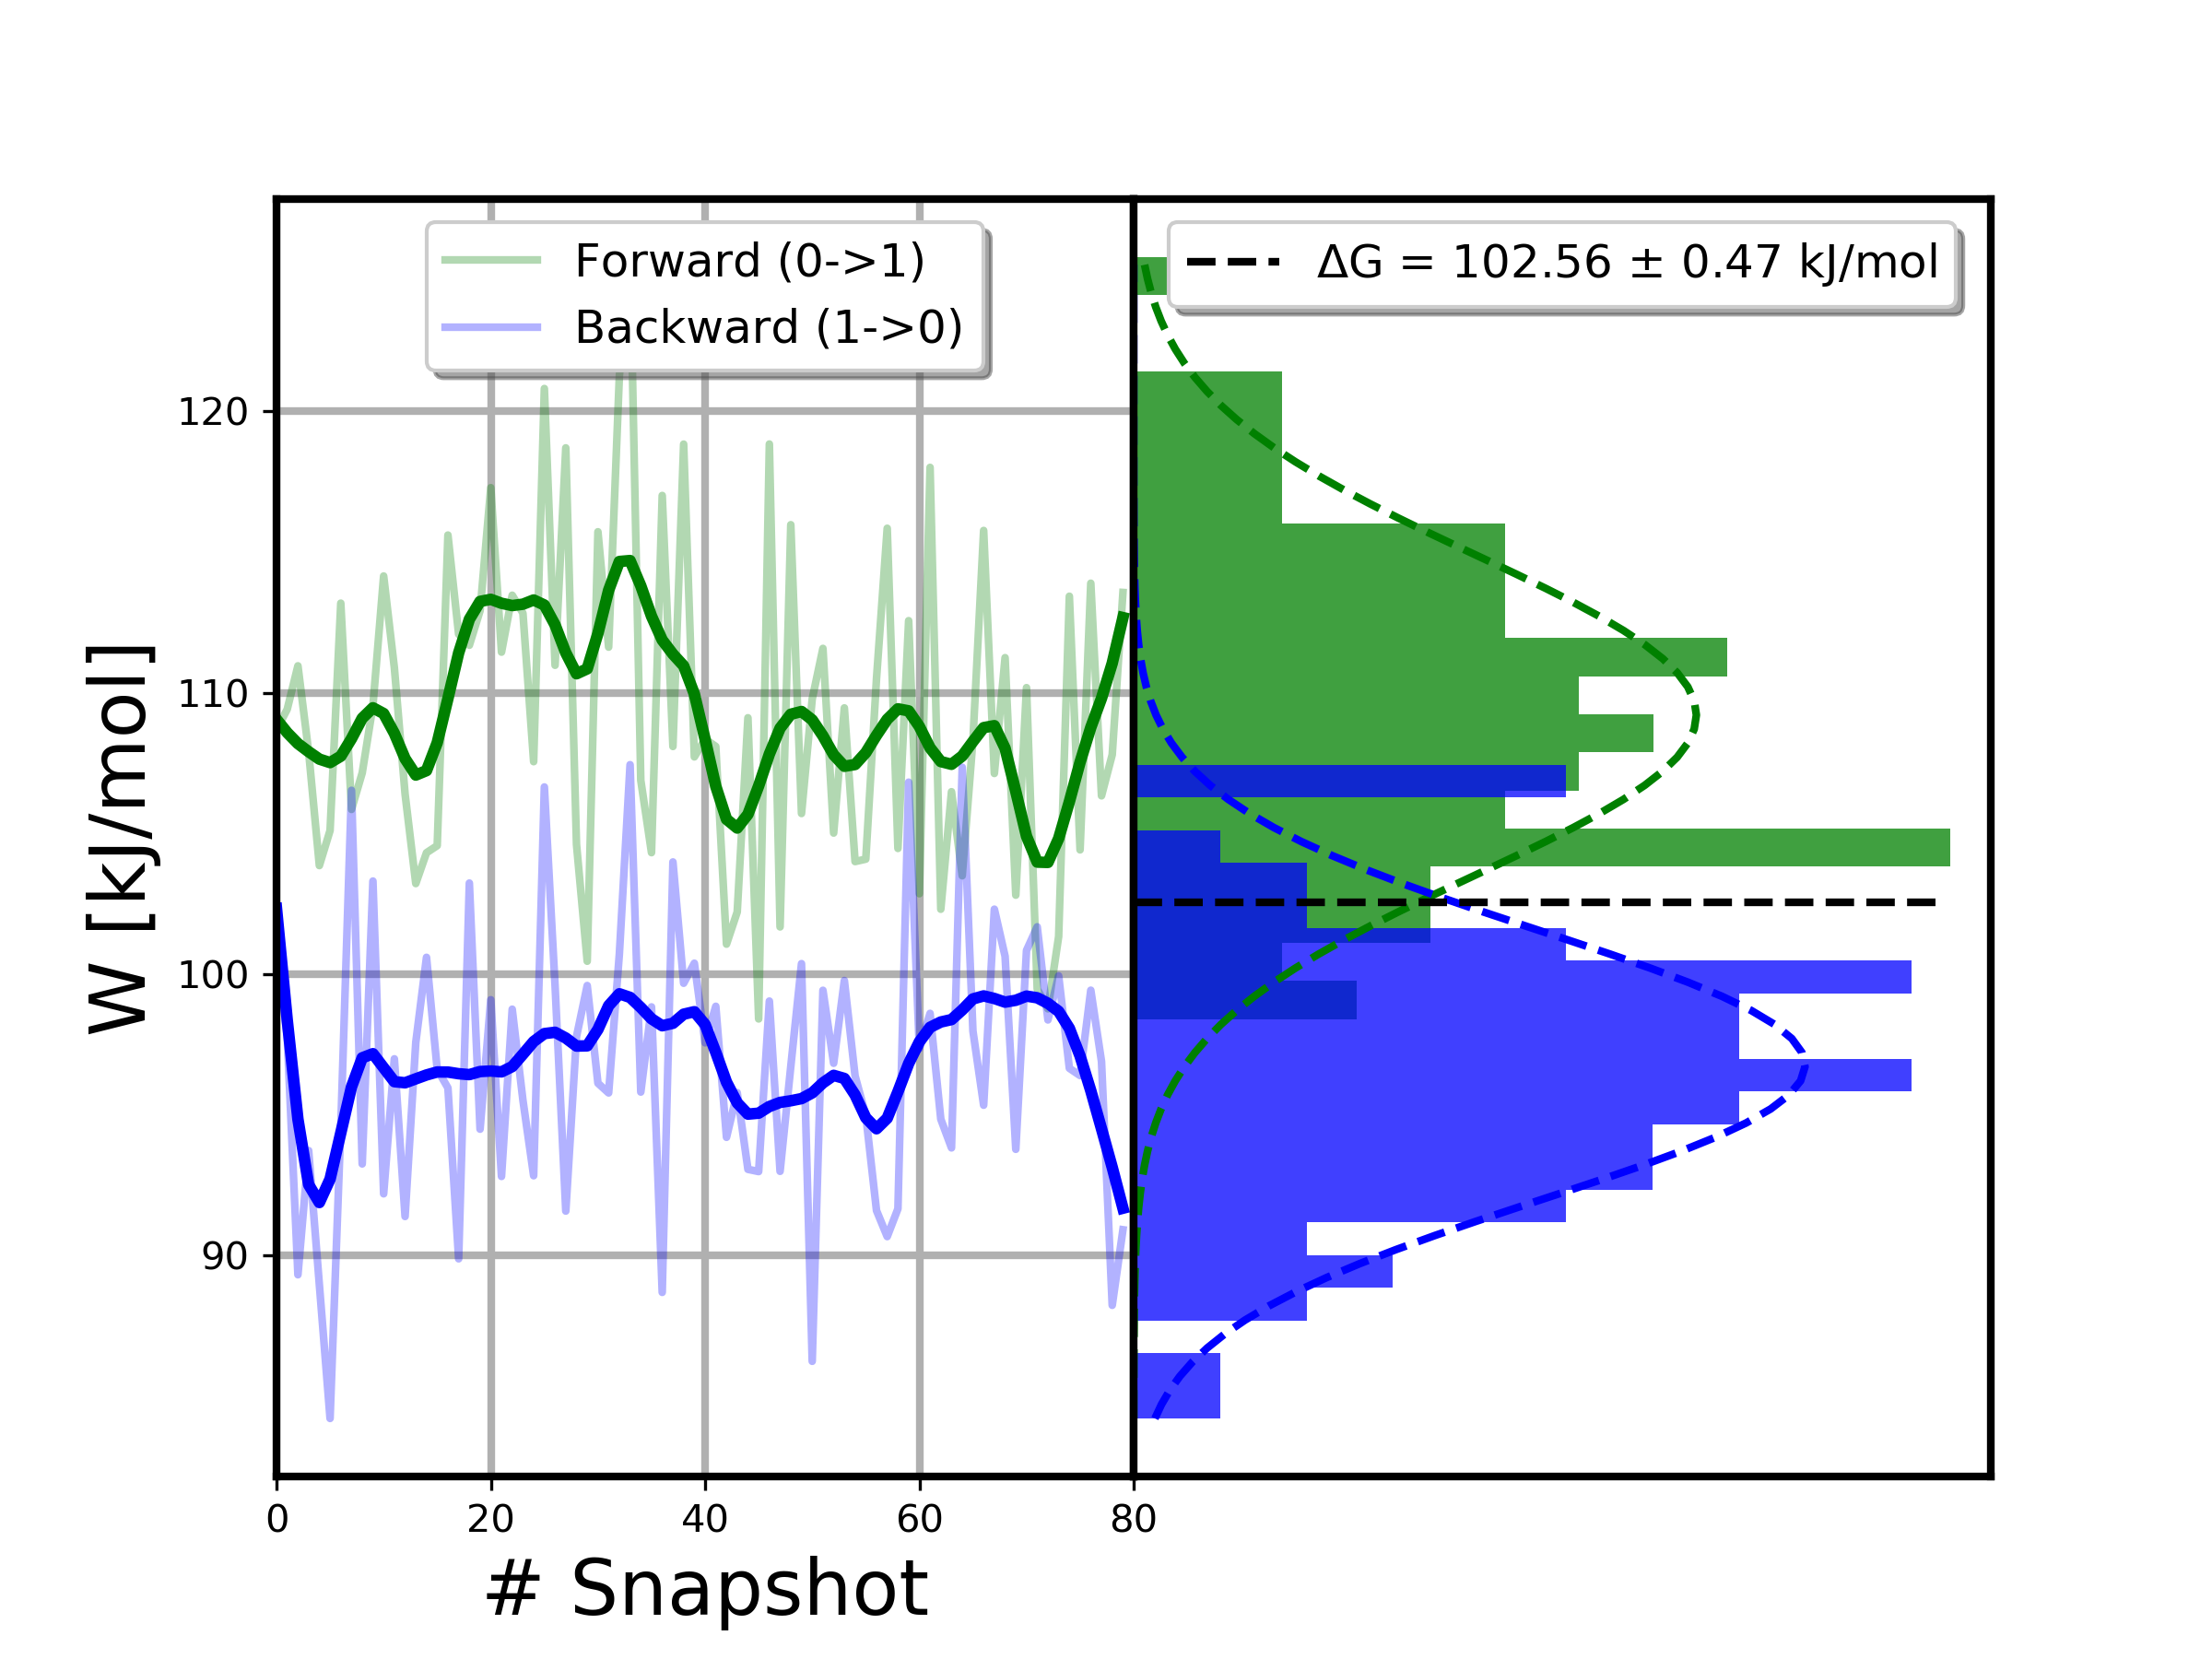 Forward (0->1)
Backward (1->0)
ΔG = 102.56 ± 0.47 kJ/mol
W [kJ/mol]
120
110
100
90
0 20 40 60 80
# Snapshot